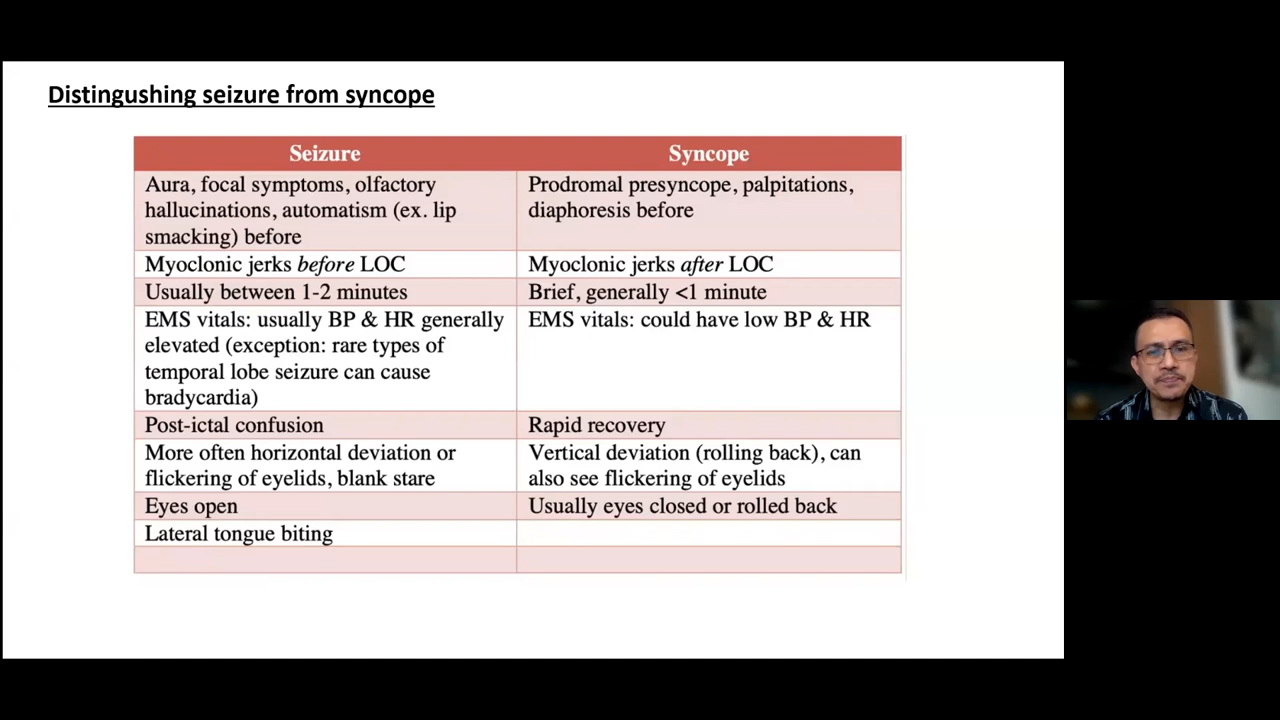 Distingushing seizure from syncope
Seizure
Syncope
Aura, focal symptoms, olfactory
hallucinations, automatism (ex. lip
smacking) before
Prodromal presyncope, palpitations,
diaphoresis before
Myoclonic jerks before LOC
Myoclonic jerks after LOC
Usually between 1-2 minutes
Brief, generally <1 minute
EMS vitals: usually BP & HR generally
elevated (exception: rare types of
temporal lobe seizure can cause
bradycardia)
EMS vitals: could have low BP & HR
Post-ictal confusion
Rapid recovery
More often horizontal deviation or
flickering of eyelids, blank stare
Vertical deviation (rolling back), can
also see flickering of eyelids
Eyes open
Usually eyes closed or rolled back
Lateral tongue biting